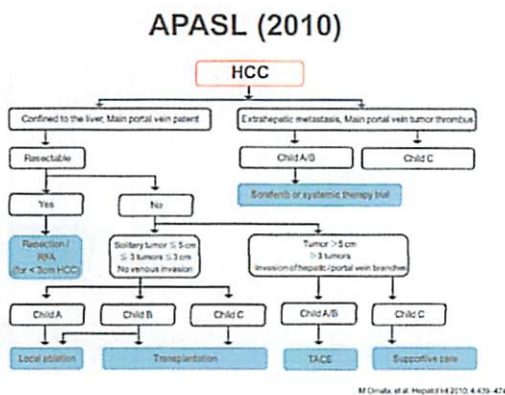 APASL (2010)
HCC
Confined to the liver, Main portal vein patent
Extrahepatic metastasis, Main portal vein tumor thrombus
Resectable
Child A/B
Child C
Sorafenib or systemic therapy trial
Yes
No
Resection /
RFA
(for < 3cm HCC)
Solitary tumor ≦ 5 cm
≦ 3 tumors ≦ 3 cm
No venous invasion
Tumor > 5 cm
> 3 tumors
Invasion of hepatic / portal vein branches
Child A
Child B
Child C
Child A/B
Child C
Local ablation
Transplantation
TACE
Supportive care
M Omata, et al. Hepatol Int 2010; 4:439-474